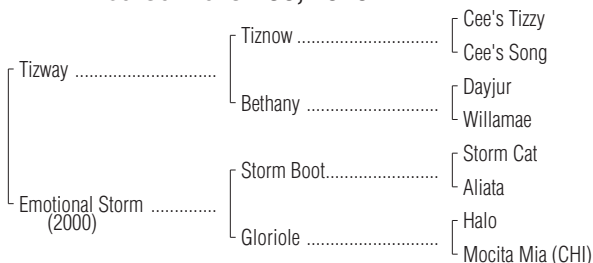 Cee's Tizzy
Tiznow
Cee's Song
Tizway
Dayjur
Bethany
Willamae
Storm Cat
Storm Boot
Aliata
Emotional Storm
(2000)
Halo
Gloriole
Mocita Mia (CHI)